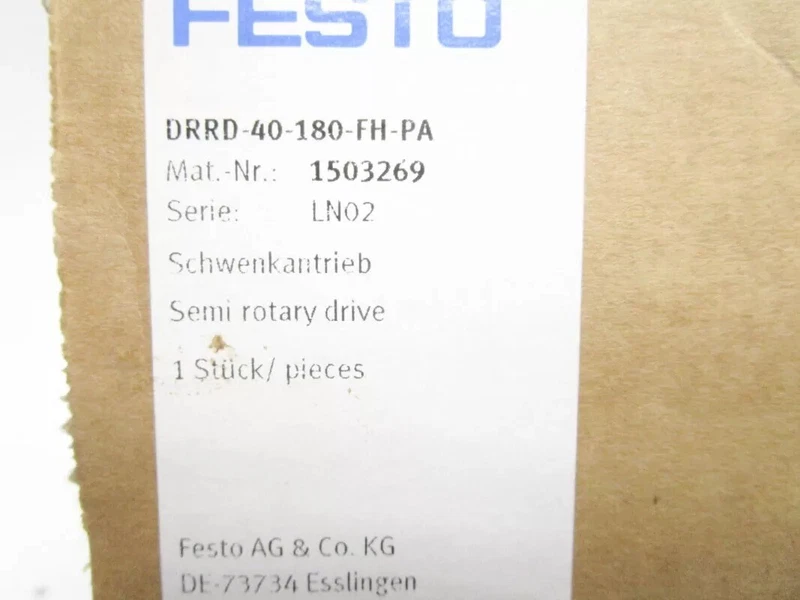 FESTO
DRRD-40-180-FH-PA
Mat.-Nr.: 1503269
Serie: LN02
Schwenkantrieb
Semi rotary drive
1 Stück/ pieces
Festo AG & Co. KG
DE-73734 Esslingen